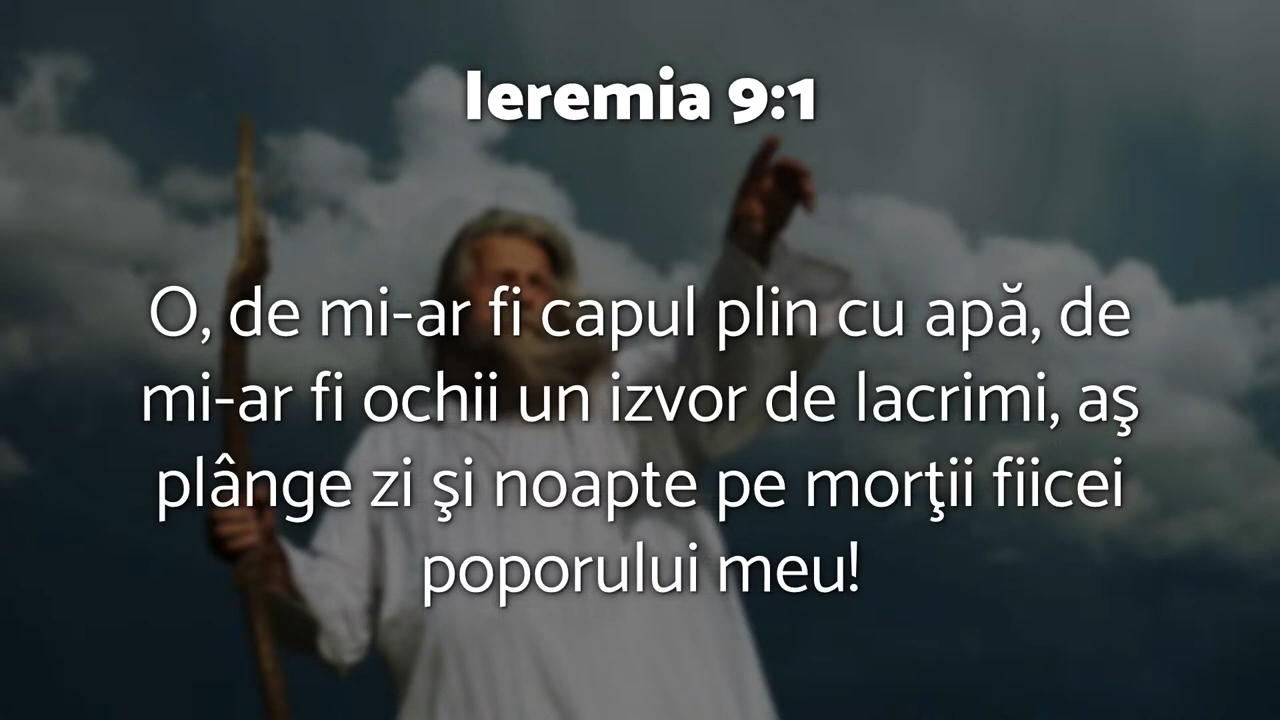 Ieremia 9:1
O, de mi-ar fi capul plin cu apă, de
mi-ar fi ochii un izvor de lacrimi, aş
plânge zi şi noapte pe morţii fiicei
poporului meu!